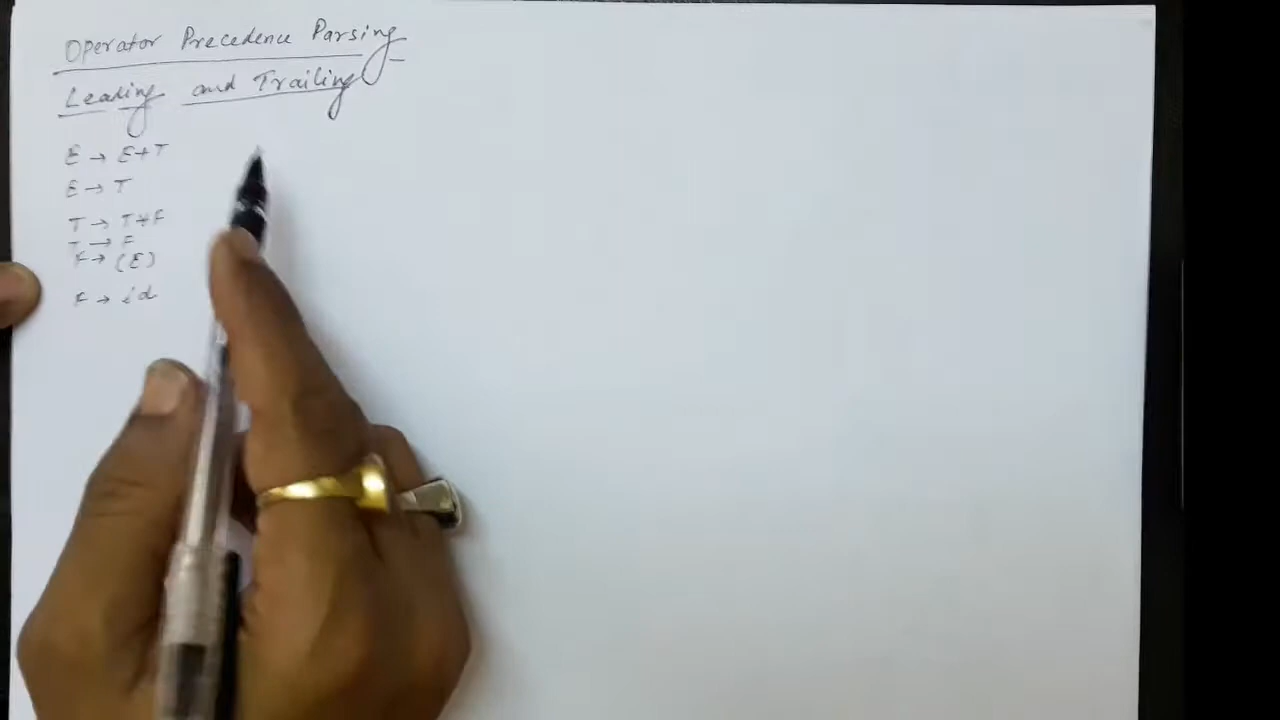 Operator Precedence Parsing
Leading and Trailing
E → E+T
E → T
T → T*F
T → F
F → (E)
F → id